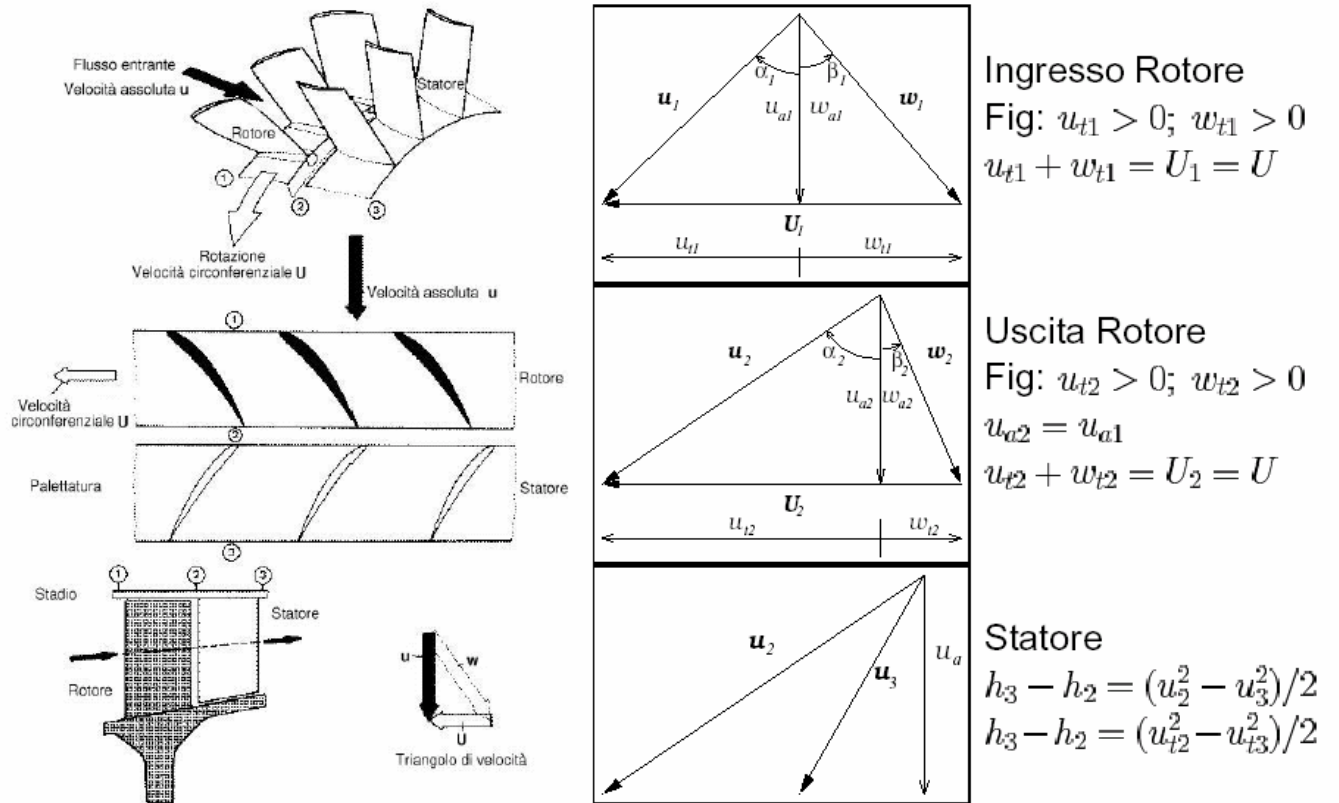 Flusso entrante
Velocità assoluta u
Statore
Rotore
1
2
3
Rotazione
Velocità circonferenziale U
Velocità assoluta u
1
Rotore
Velocità
circonferenziale U
2
Palettatura
Statore
3
1 2 3
Stadio
Statore
Rotore
u
w
U
Triangolo di velocità
α₁ β₁
u₁ uₐ₁ wₐ₁ w₁
U₁
uₜ₁ wₜ₁
α₂ β₂
u₂ uₐ₂ wₐ₂ w₂
U₂
uₜ₂ wₜ₂
u₂ u₃ uₐ
Ingresso Rotore
Fig: uₜ₁ > 0; wₜ₁ > 0
uₜ₁ + wₜ₁ = U₁ = U
Uscita Rotore
Fig: uₜ₂ > 0; wₜ₂ > 0
uₐ₂ = uₐ₁
uₜ₂ + wₜ₂ = U₂ = U
Statore
h₃ − h₂ = (u₂² − u₃²)/2
h₃ − h₂ = (uₜ₂² − uₜ₃²)/2